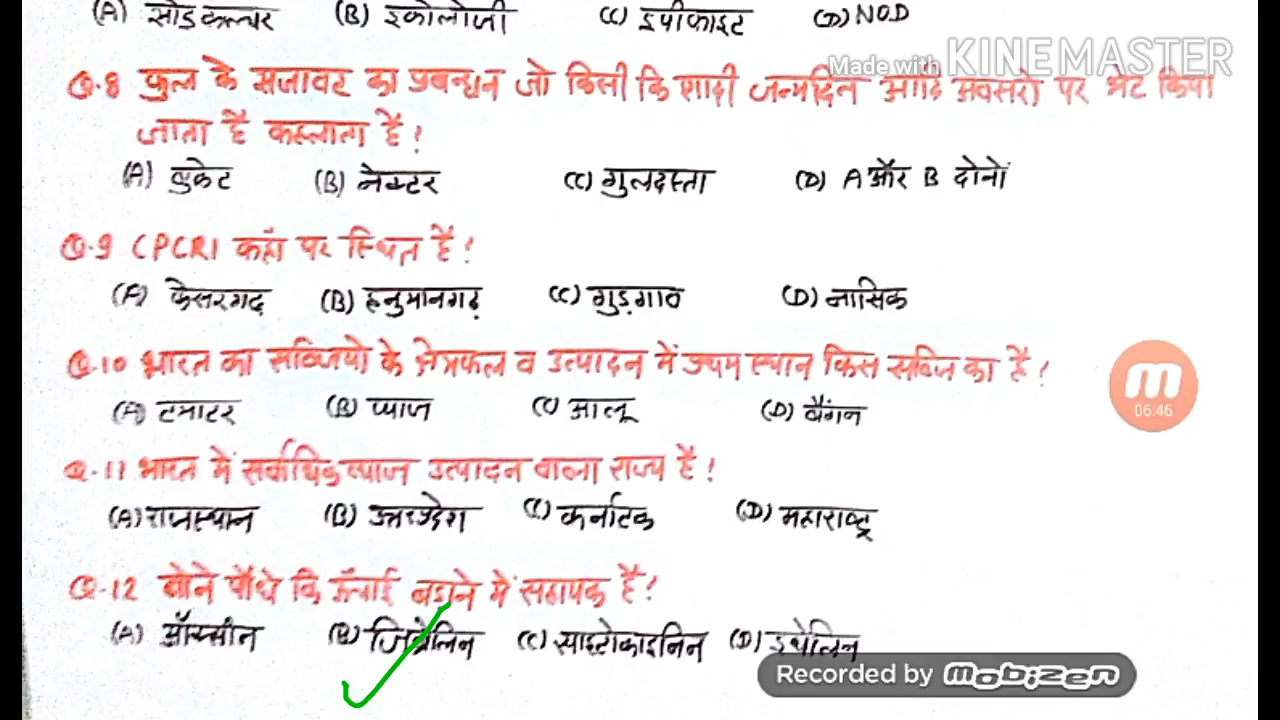 (A) सोड कल्चर (B) इकोलोजी (C) इपीफाइट (D) NOD
Made with KINEMASTER
Q.8 फुल के सजावट का प्रबन्धन जो किसी कि शादी जन्मदिन आदि अवसरो पर भेट किया
जाता है कहलाता है?
(A) बुकेट (B) नेक्टर (C) गुलदस्ता (D) A और B दोनों
Q.9 CPCRI कहाँ पर स्थित है?
(A) केसरगढ (B) हनुमानगढ़ (C) गुड़गाव (D) नासिक
Q.10 भारत का सब्जियो के क्षेत्रफल व उत्पादन में प्रथम स्थान किस सब्जि का है?
(A) टमाटर (B) प्याज (C) आलू (D) बैंगन
06:46
Q.11 भारत में सर्वाधिक प्याज उत्पादन वाला राज्य है?
(A) राजस्थान (B) उत्तरप्रदेश (C) कर्नाटक (D) महाराष्ट्र
Q.12 बोने पौधे कि ऊँचाई बढाने में सहायक है?
(A) ऑक्सीन (B) जिब्रेलिन (C) साइटोकाइनिन (D) इथेलिन
Recorded by mobizen